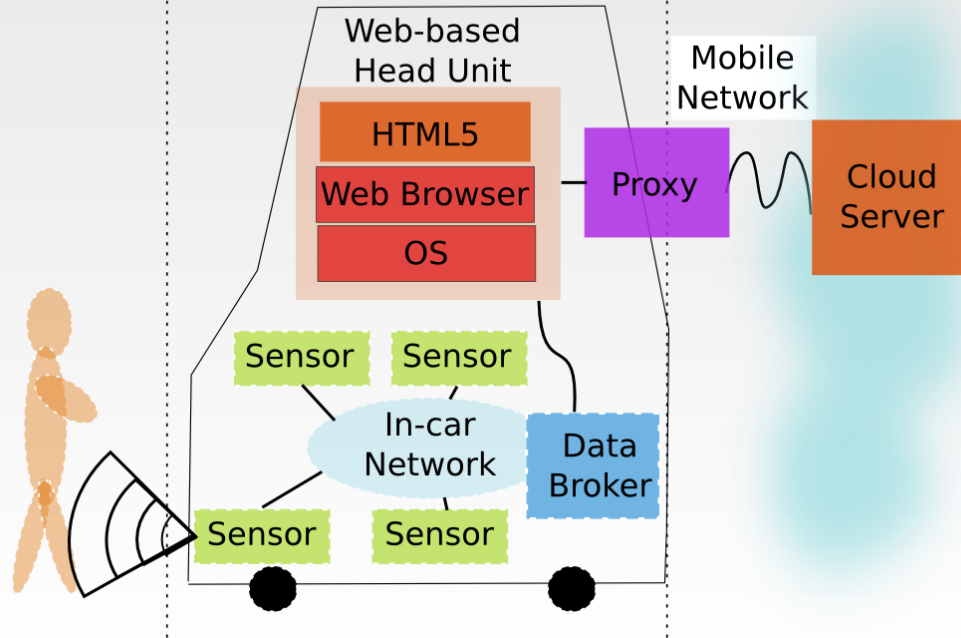 Web-based
Head Unit
Mobile
Network
HTML5
Web Browser
OS
Proxy
Cloud
Server
Sensor
Sensor
In-car
Network
Data
Broker
Sensor
Sensor